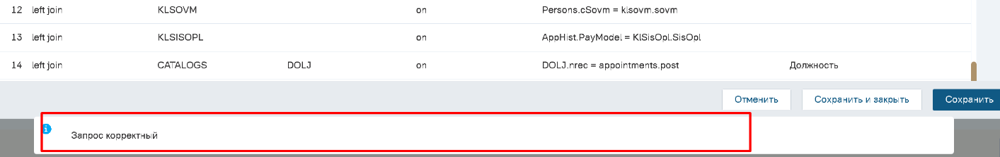 12 left join KLSOVM on Persons.cSovm = klsovm.sovm
13 left join KLSISOPL on AppHist.PayModel = KlSisOpl.SisOpl
14 left join CATALOGS DOLJ on DOLJ.nrec = appointments.post Должность
Отменить Сохранить и закрыть Сохранить
Запрос корректный